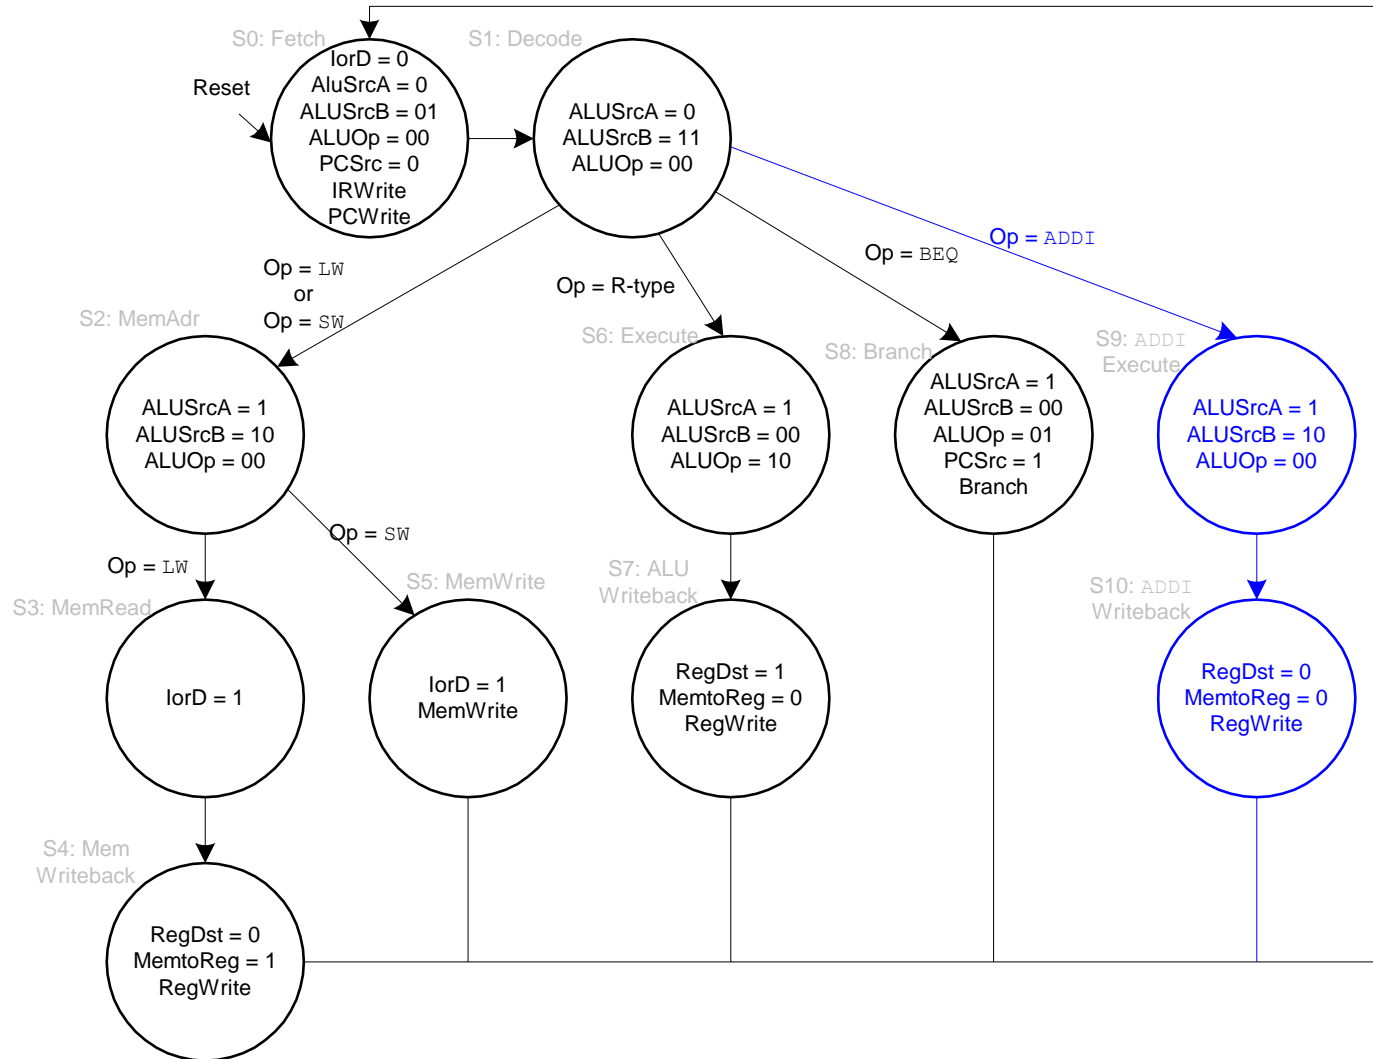 S0: Fetch
S1: Decode
Reset
IorD = 0
AluSrcA = 0
ALUSrcB = 01
ALUOp = 00
PCSrc = 0
IRWrite
PCWrite
ALUSrcA = 0
ALUSrcB = 11
ALUOp = 00
Op = LW
or
Op = SW
Op = R-type
Op = BEQ
Op = ADDI
S2: MemAdr
S6: Execute
S8: Branch
S9: ADDI
Execute
ALUSrcA = 1
ALUSrcB = 10
ALUOp = 00
ALUSrcA = 1
ALUSrcB = 00
ALUOp = 10
ALUSrcA = 1
ALUSrcB = 00
ALUOp = 01
PCSrc = 1
Branch
ALUSrcA = 1
ALUSrcB = 10
ALUOp = 00
Op = LW
Op = SW
S3: MemRead
S5: MemWrite
S7: ALU
Writeback
S10: ADDI
Writeback
IorD = 1
IorD = 1
MemWrite
RegDst = 1
MemtoReg = 0
RegWrite
RegDst = 0
MemtoReg = 0
RegWrite
S4: Mem
Writeback
RegDst = 0
MemtoReg = 1
RegWrite